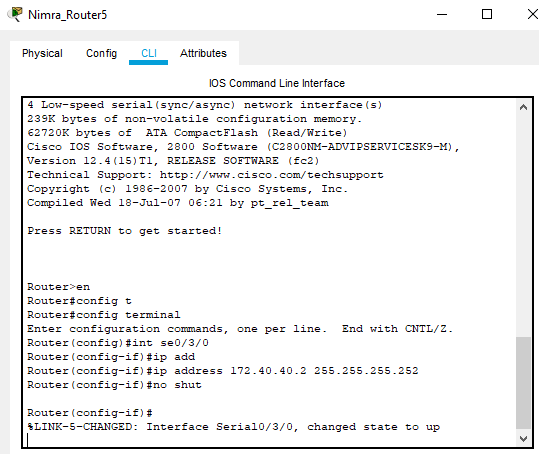 Nimra_Router5
Physical Config CLI Attributes
IOS Command Line Interface
4 Low-speed serial(sync/async) network interface(s)
239K bytes of non-volatile configuration memory.
62720K bytes of  ATA CompactFlash (Read/Write)
Cisco IOS Software, 2800 Software (C2800NM-ADVIPSERVICESK9-M),
Version 12.4(15)T1, RELEASE SOFTWARE (fc2)
Technical Support: http://www.cisco.com/techsupport
Copyright (c) 1986-2007 by Cisco Systems, Inc.
Compiled Wed 18-Jul-07 06:21 by pt_rel_team
Press RETURN to get started!
Router>en
Router#config t
Router#config terminal
Enter configuration commands, one per line.  End with CNTL/Z.
Router(config)#int se0/3/0
Router(config-if)#ip add
Router(config-if)#ip address 172.40.40.2 255.255.255.252
Router(config-if)#no shut
Router(config-if)#
%LINK-5-CHANGED: Interface Serial0/3/0, changed state to up